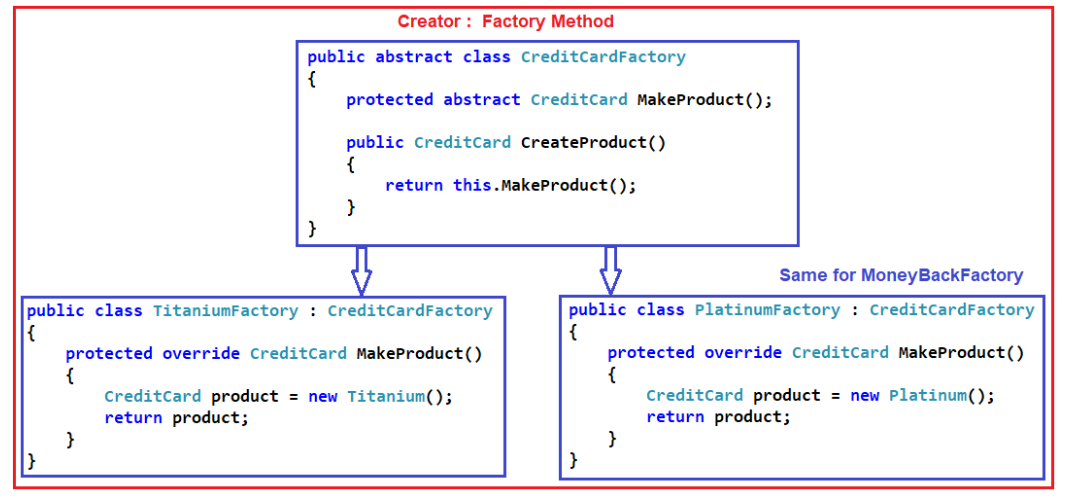 Creator :  Factory Method
public abstract class CreditCardFactory
{
    protected abstract CreditCard MakeProduct();

    public CreditCard CreateProduct()
    {
        return this.MakeProduct();
    }
}
Same for MoneyBackFactory
public class TitaniumFactory : CreditCardFactory
{
    protected override CreditCard MakeProduct()
    {
        CreditCard product = new Titanium();
        return product;
    }
}
public class PlatinumFactory : CreditCardFactory
{
    protected override CreditCard MakeProduct()
    {
        CreditCard product = new Platinum();
        return product;
    }
}